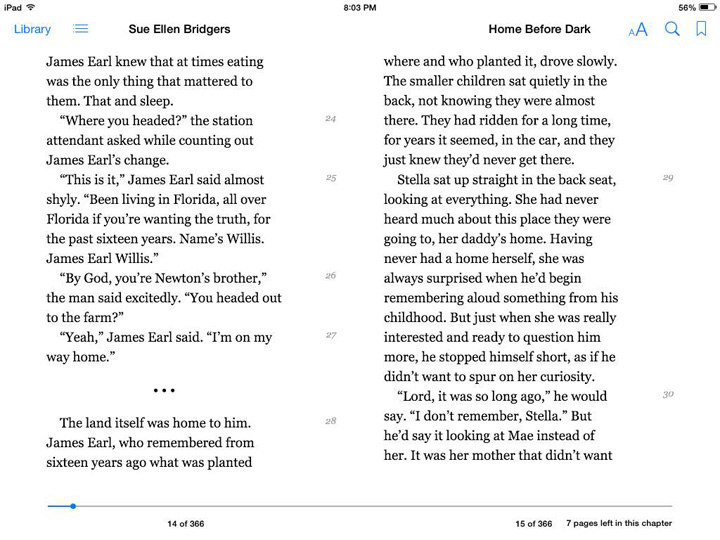 iPad
8:03 PM
56%
Library
Sue Ellen Bridgers
Home Before Dark
AA
James Earl knew that at times eating
was the only thing that mattered to
them. That and sleep.
“Where you headed?” the station
24
attendant asked while counting out
James Earl’s change.
“This is it,” James Earl said almost
25
shyly. “Been living in Florida, all over
Florida if you’re wanting the truth, for
the past sixteen years. Name’s Willis.
James Earl Willis.”
“By God, you’re Newton’s brother,”
26
the man said excitedly. “You headed out
to the farm?”
“Yeah,” James Earl said. “I’m on my
27
way home.”
• • •
The land itself was home to him.
28
James Earl, who remembered from
sixteen years ago what was planted
where and who planted it, drove slowly.
The smaller children sat quietly in the
back, not knowing they were almost
there. They had ridden for a long time,
for years it seemed, in the car, and they
just knew they’d never get there.
Stella sat up straight in the back seat,
29
looking at everything. She had never
heard much about this place they were
going to, her daddy’s home. Having
never had a home herself, she was
always surprised when he’d begin
remembering aloud something from his
childhood. But just when she was really
interested and ready to question him
more, he stopped himself short, as if he
didn’t want to spur on her curiosity.
“Lord, it was so long ago,” he would
30
say. “I don’t remember, Stella.” But
he’d say it looking at Mae instead of
her. It was her mother that didn’t want
14 of 366
15 of 366
7 pages left in this chapter